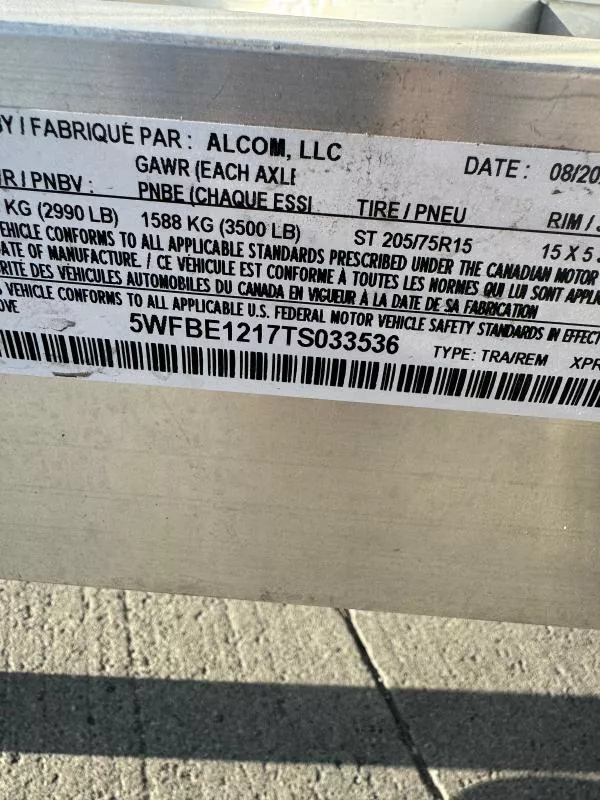 BY / FABRIQUÉ PAR : ALCOM, LLC
DATE : 08/20
GAWR (EACH AXLE
R / PNBV : PNBE (CHAQUE ESSI TIRE / PNEU RIM /
KG (2990 LB) 1588 KG (3500 LB) ST 205/75R15 15 X 5
VEHICLE CONFORMS TO ALL APPLICABLE STANDARDS PRESCRIBED UNDER THE CANADIAN MOTOR
DATE OF MANUFACTURE. / CE VÉHICULE EST CONFORME À TOUTES LES NORMES QUI LUI SONT APPLI
RITÉ DES VÉHICULES AUTOMOBILES DU CANADA EN VIGUEUR À LA DATE DE SA FABRICATION
VEHICLE CONFORMS TO ALL APPLICABLE U.S. FEDERAL MOTOR VEHICLE SAFETY STANDARDS IN EFFECT
OVE
5WFBE1217TS033536 TYPE: TRA/REM XPR